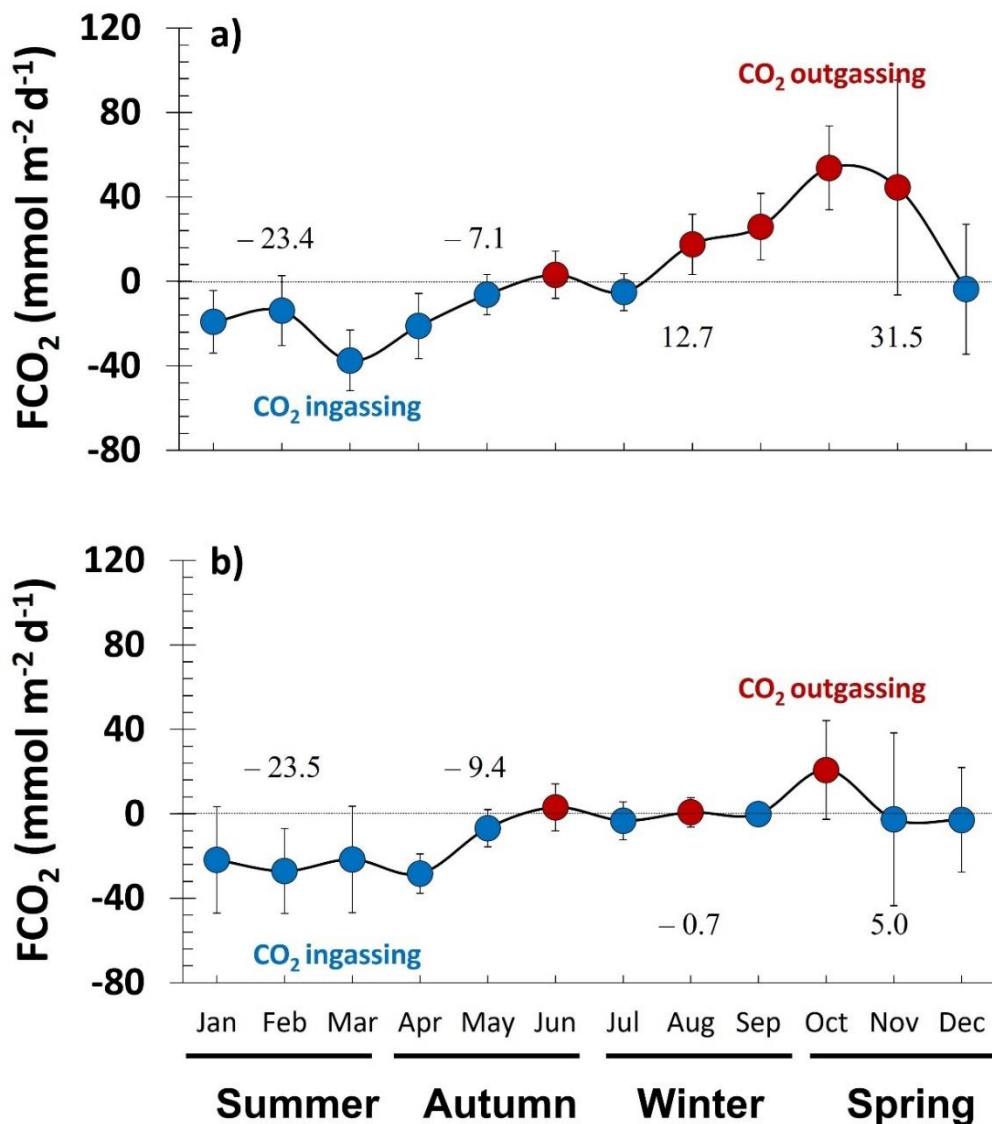 120
a)
CO₂ outgassing
80
40
− 23.4
− 7.1
0
12.7
31.5
-40
CO₂ ingassing
-80
FCO₂ (mmol m⁻² d⁻¹)
120
b)
80
CO₂ outgassing
40
− 23.5
− 9.4
0
− 0.7
5.0
-40
CO₂ ingassing
-80
FCO₂ (mmol m⁻² d⁻¹)
Jan Feb Mar Apr May Jun Jul Aug Sep Oct Nov Dec
Summer Autumn Winter Spring